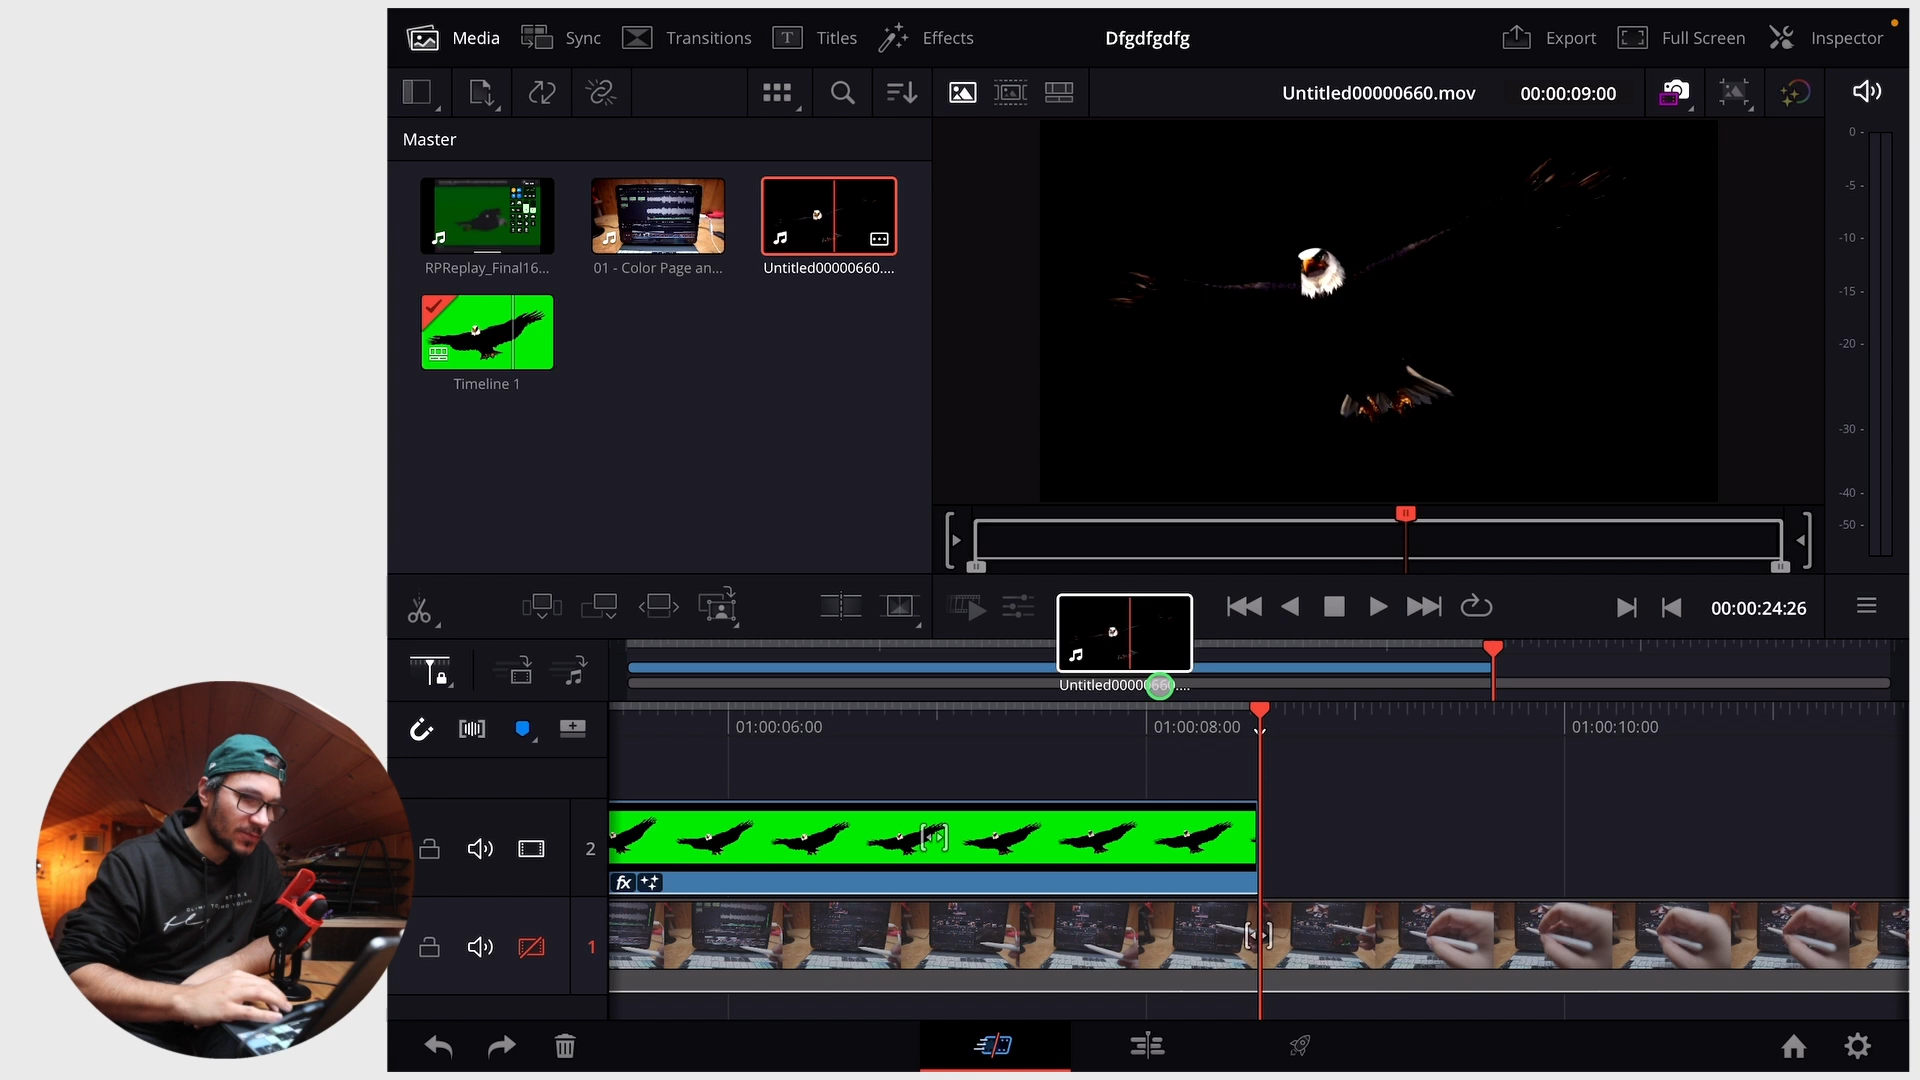 Media
Sync
Transitions
Titles
Effects
Dfgdfgdfg
Export
Full Screen
Inspector
Untitled00000660.mov
00:00:09:00
Master
RPReplay_Final16...
01 - Color Page an...
Untitled00000660....
Timeline 1
0
-5
-10
-15
-20
-30
-40
-50
00:00:24:26
Untitled00000660....
01:00:06:00
01:00:08:00
01:00:10:00
2
fx
1